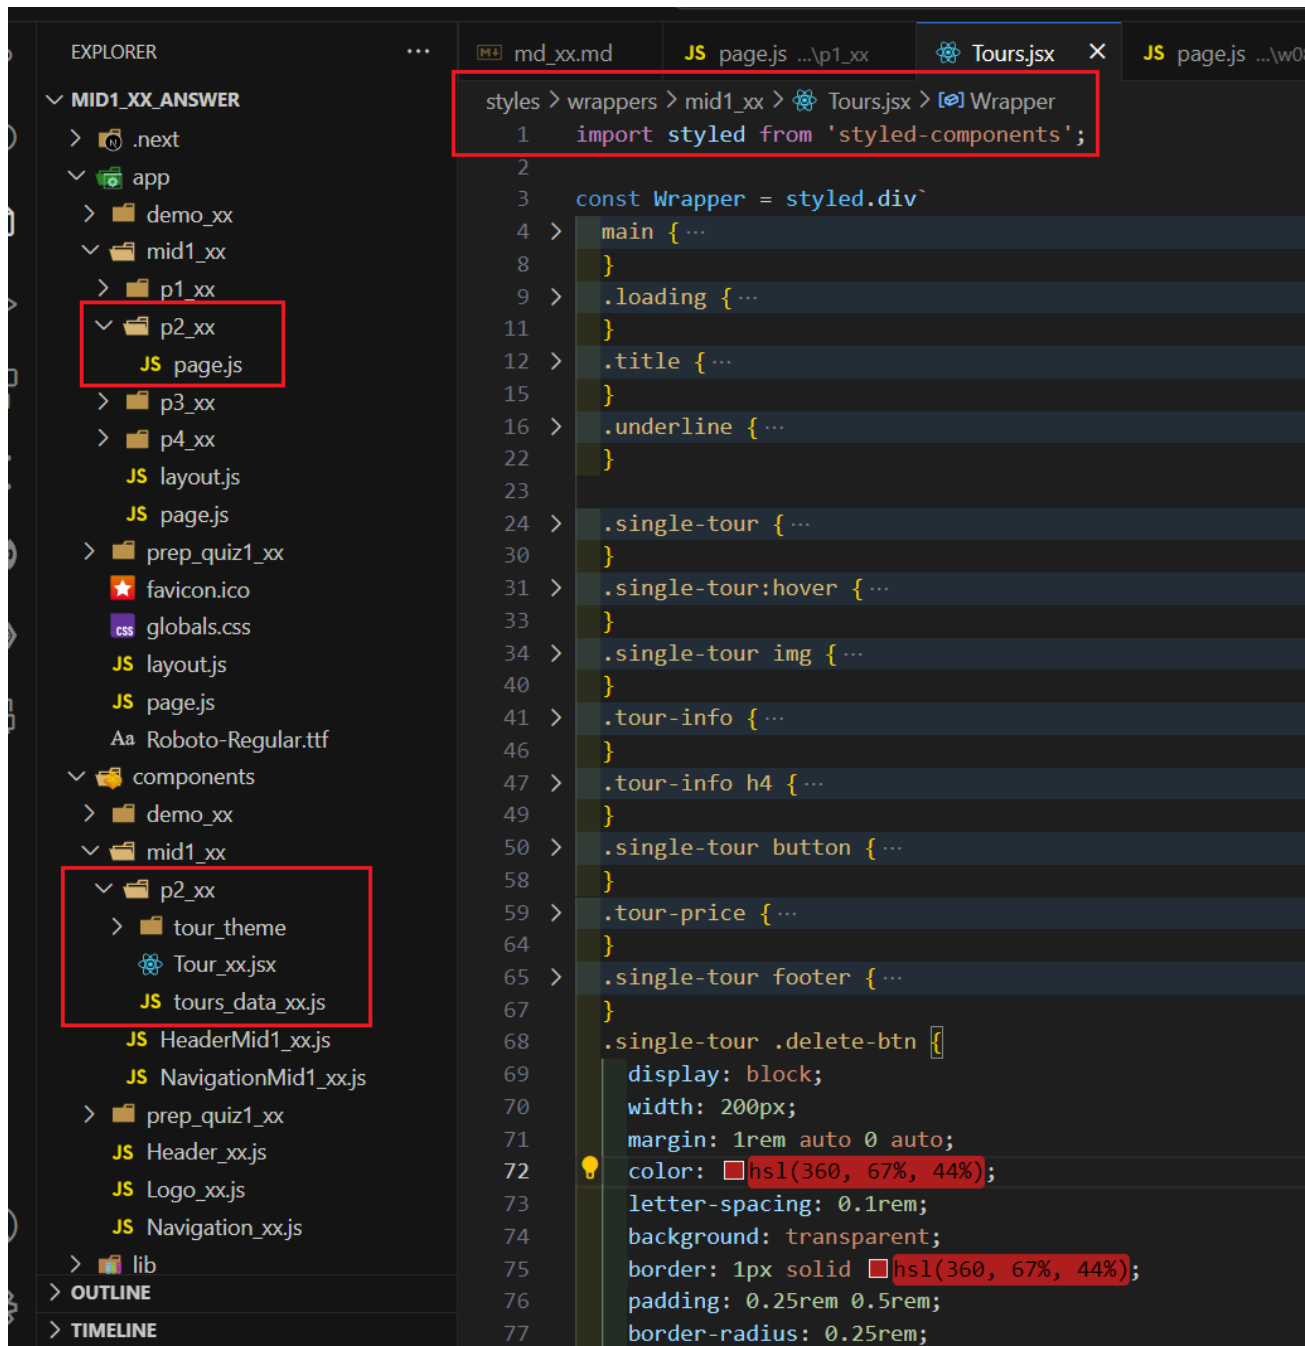 EXPLORER ···
MID1_XX_ANSWER
.next
app
demo_xx
mid1_xx
p1_xx
p2_xx
JS page.js
p3_xx
p4_xx
JS layout.js
JS page.js
prep_quiz1_xx
favicon.ico
css globals.css
JS layout.js
JS page.js
Aa Roboto-Regular.ttf
components
demo_xx
mid1_xx
p2_xx
tour_theme
Tour_xx.jsx
JS tours_data_xx.js
JS HeaderMid1_xx.js
JS NavigationMid1_xx.js
prep_quiz1_xx
JS Header_xx.js
JS Logo_xx.js
JS Navigation_xx.js
lib
OUTLINE
TIMELINE
md_xx.md JS page.js ...\p1_xx Tours.jsx JS page.js ...\w08
styles > wrappers > mid1_xx > Tours.jsx > Wrapper
1 import styled from 'styled-components';
2
3 const Wrapper = styled.div`
4 main { ···
8 }
9 .loading { ···
11 }
12 .title { ···
15 }
16 .underline { ···
22 }
23
24 .single-tour { ···
30 }
31 .single-tour:hover { ···
33 }
34 .single-tour img { ···
40 }
41 .tour-info { ···
46 }
47 .tour-info h4 { ···
49 }
50 .single-tour button { ···
58 }
59 .tour-price { ···
64 }
65 .single-tour footer { ···
67 }
68 .single-tour .delete-btn {
69 display: block;
70 width: 200px;
71 margin: 1rem auto 0 auto;
72 color: hsl(360, 67%, 44%);
73 letter-spacing: 0.1rem;
74 background: transparent;
75 border: 1px solid hsl(360, 67%, 44%);
76 padding: 0.25rem 0.5rem;
77 border-radius: 0.25rem;